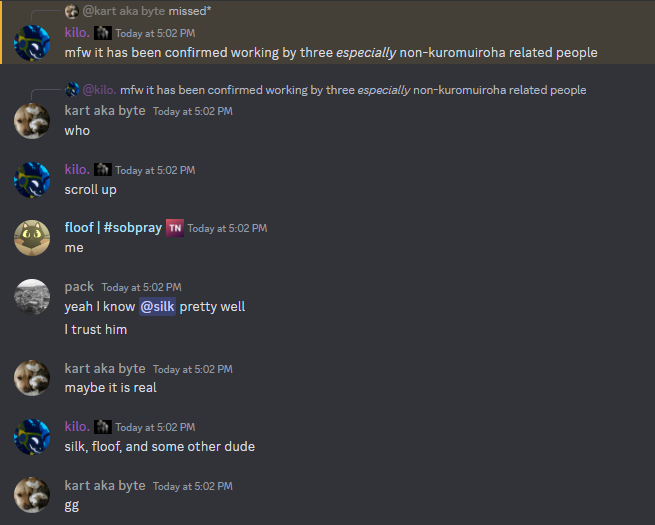 @kart aka byte missed*
kilo. Today at 5:02 PM
mfw it has been confirmed working by three especially non-kuromuiroha related people
@kilo. mfw it has been confirmed working by three especially non-kuromuiroha related people
kart aka byte Today at 5:02 PM
who
kilo. Today at 5:02 PM
scroll up
floof | #sobpray TN Today at 5:02 PM
me
pack Today at 5:02 PM
yeah I know @silk pretty well
I trust him
kart aka byte Today at 5:02 PM
maybe it is real
kilo. Today at 5:02 PM
silk, floof, and some other dude
kart aka byte Today at 5:02 PM
gg